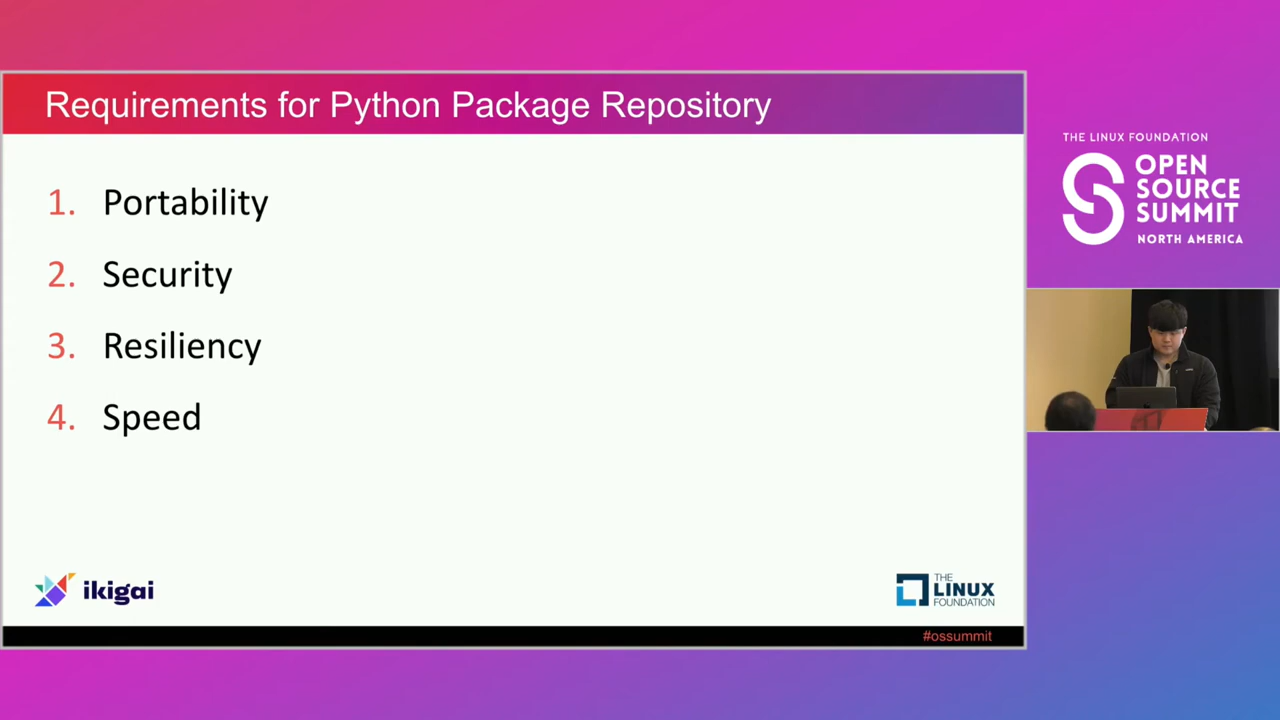 Requirements for Python Package Repository
1. Portability
2. Security
3. Resiliency
4. Speed
ikigai
THE
LINUX
FOUNDATION
#ossummit
THE LINUX FOUNDATION
OPEN
SOURCE
SUMMIT
NORTH AMERICA